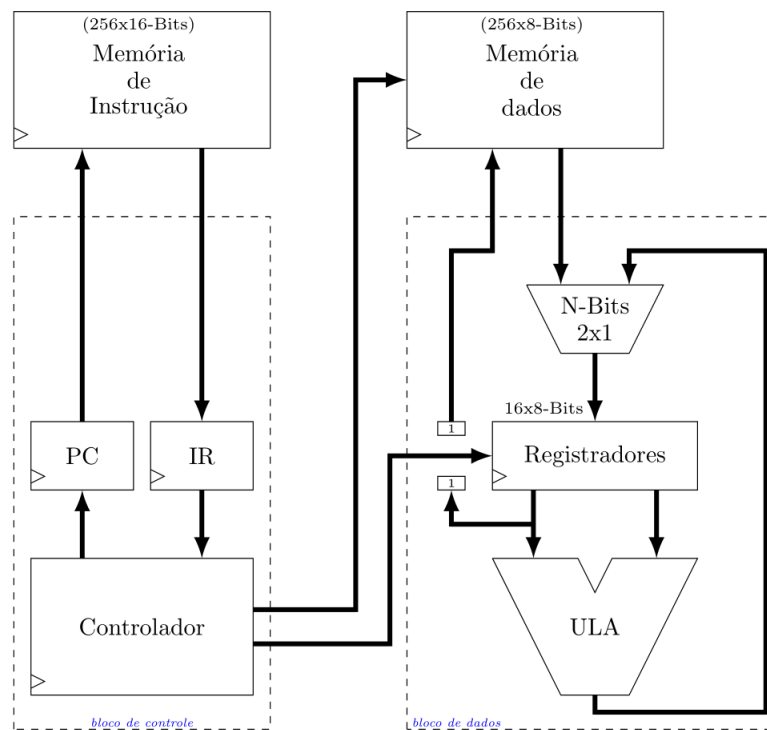 (256x16-Bits)
Memória
de
Instrução
(256x8-Bits)
Memória
de
dados
N-Bits
2x1
16x8-Bits
1
PC
IR
Registradores
1
Controlador
ULA
bloco de controle
bloco de dados